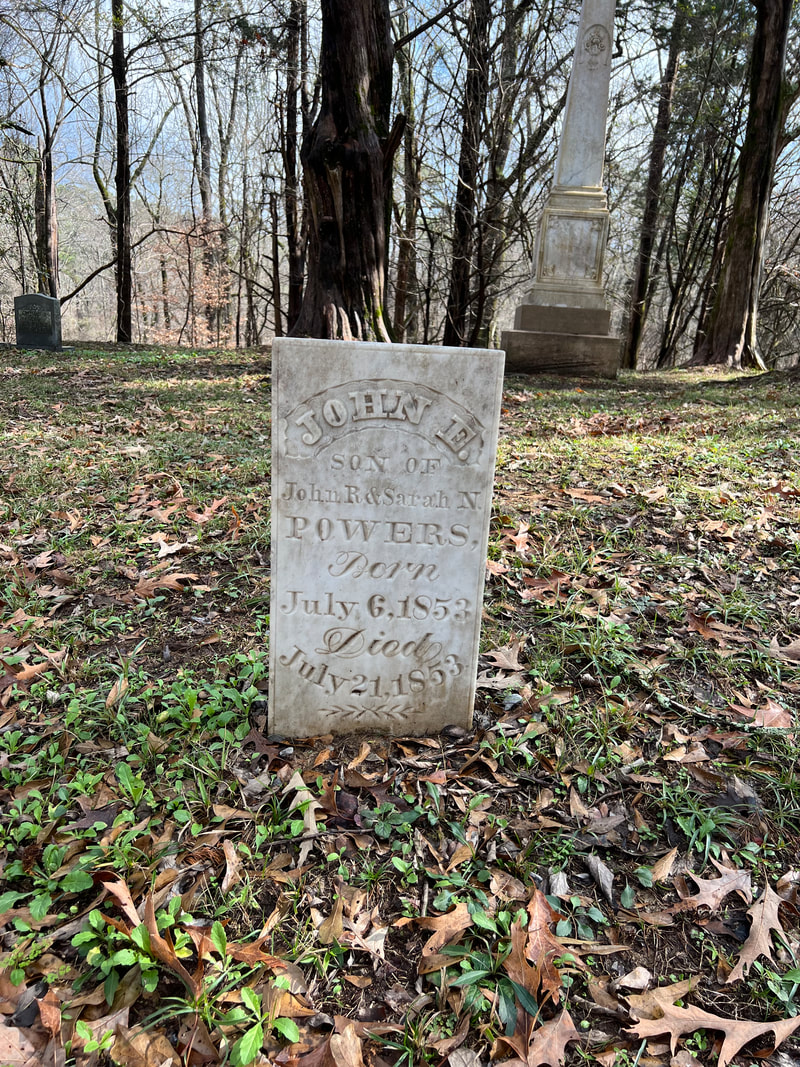 JOHN E.
SON OF
John R & Sarah N.
POWERS,
Born
July 6, 1853
Died
July 21, 1853